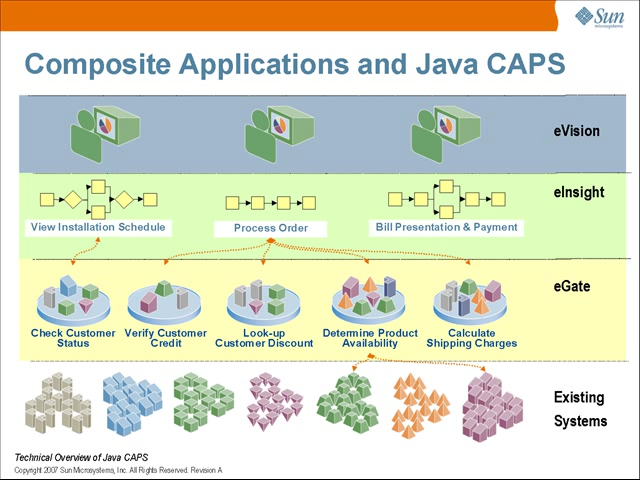 Sun
microsystems
Composite Applications and Java CAPS
eVision
eInsight
View Installation Schedule
Process Order
Bill Presentation & Payment
eGate
Check Customer
Status
Verify Customer
Credit
Look-up
Customer Discount
Determine Product
Availability
Calculate
Shipping Charges
Existing
Systems
Technical Overview of Java CAPS
Copyright 2007 Sun Microsystems, Inc. All Rights Reserved. Revision A